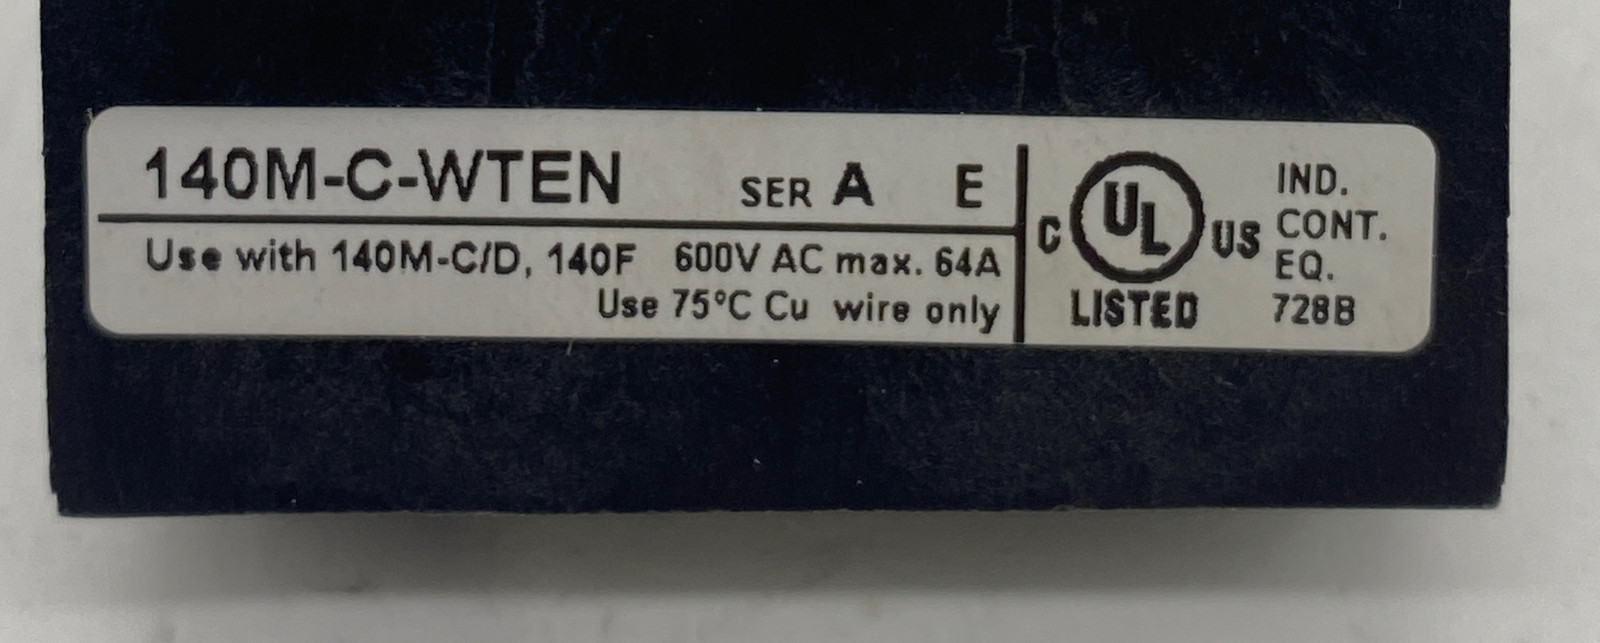 140M-C-WTEN SER A E
Use with 140M-C/D, 140F 600V AC max. 64A
Use 75°C Cu wire only
C UL US
LISTED
IND.
CONT.
EQ.
728B